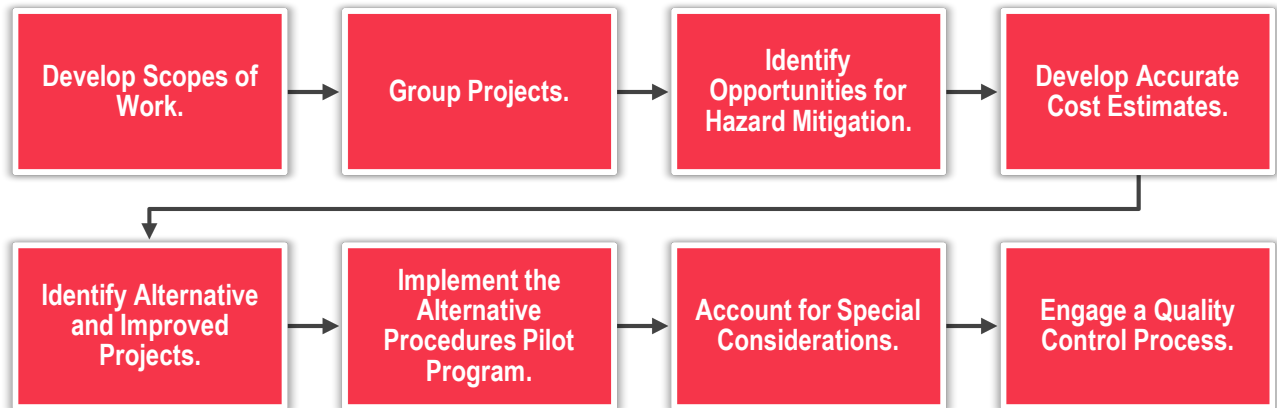 Develop Scopes of
Work.
Group Projects.
Identify
Opportunities for
Hazard Mitigation.
Develop Accurate
Cost Estimates.
Identify Alternative
and Improved
Projects.
Implement the
Alternative
Procedures Pilot
Program.
Account for Special
Considerations.
Engage a Quality
Control Process.